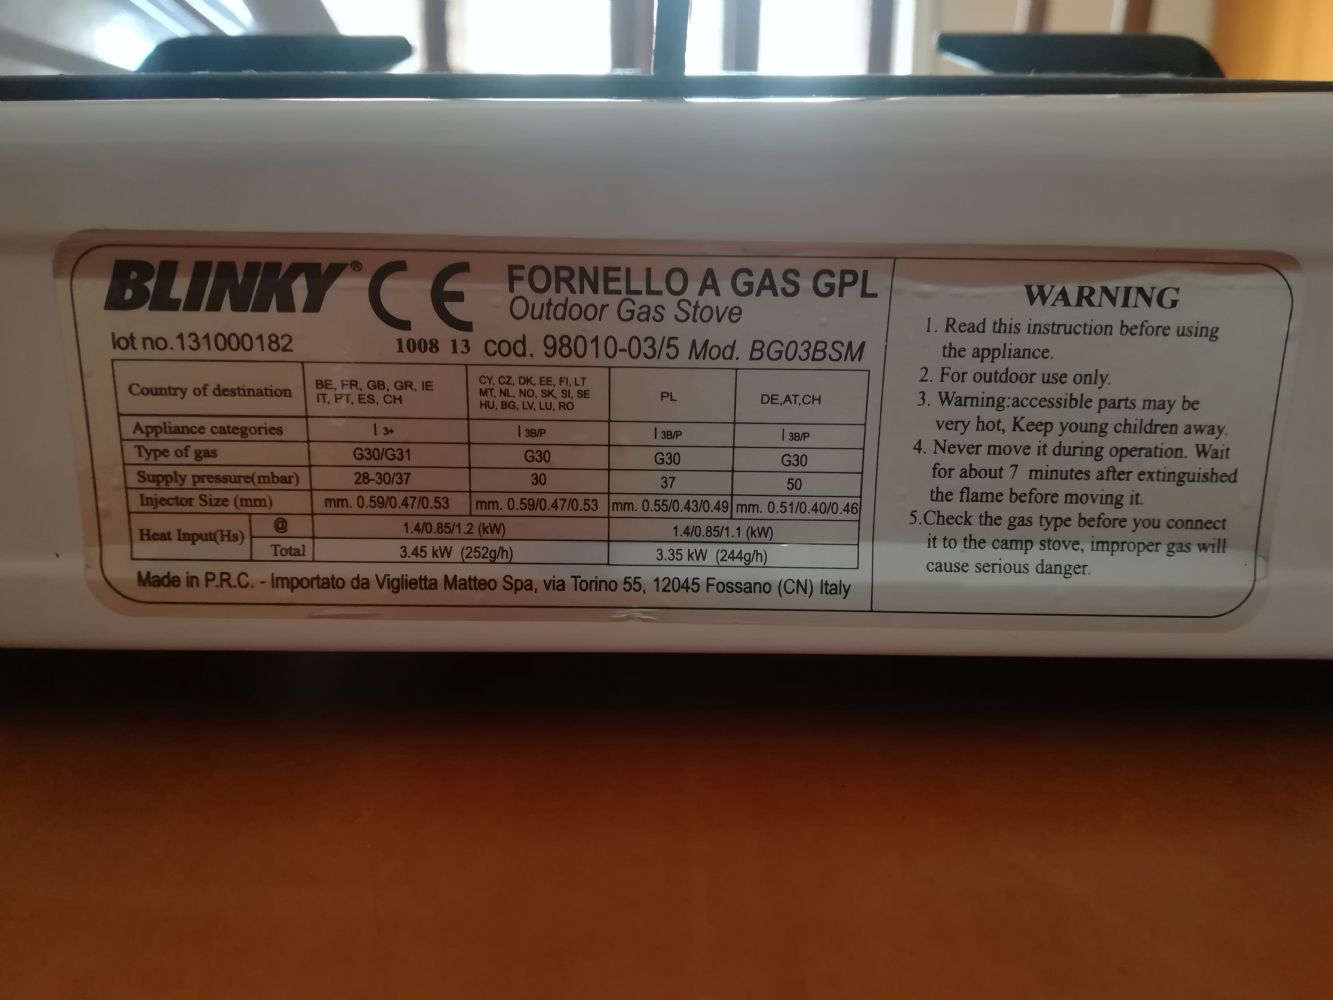 BLINKY® CE FORNELLO A GAS GPL
Outdoor Gas Stove
lot no.131000182 1008 13 cod. 98010-03/5 Mod. BG03BSM
Country of destination BE, FR, GB, GR, IE IT, PT, ES, CH CY, CZ, DK, EE, FI, LT MT, NL, NO, SK, SI, SE HU, BG, LV, LU, RO PL DE,AT,CH
Appliance categories I 3+ I 3B/P I 3B/P I 3B/P
Type of gas G30/G31 G30 G30 G30
Supply pressure(mbar) 28-30/37 30 37 50
Injector Size (mm) mm. 0.59/0.47/0.53 mm. 0.59/0.47/0.53 mm. 0.55/0.43/0.49 mm. 0.51/0.40/0.46
Heat Input(Hs) @ 1.4/0.85/1.2 (kW) 1.4/0.85/1.1 (kW)
Total 3.45 kW (252g/h) 3.35 kW (244g/h)
Made in P.R.C. - Importato da Viglietta Matteo Spa, via Torino 55, 12045 Fossano (CN) Italy
WARNING
1. Read this instruction before using
the appliance.
2. For outdoor use only.
3. Warning:accessible parts may be
very hot, Keep young children away.
4. Never move it during operation. Wait
for about 7 minutes after extinguished
the flame before moving it.
5.Check the gas type before you connect
it to the camp stove, improper gas will
cause serious danger.